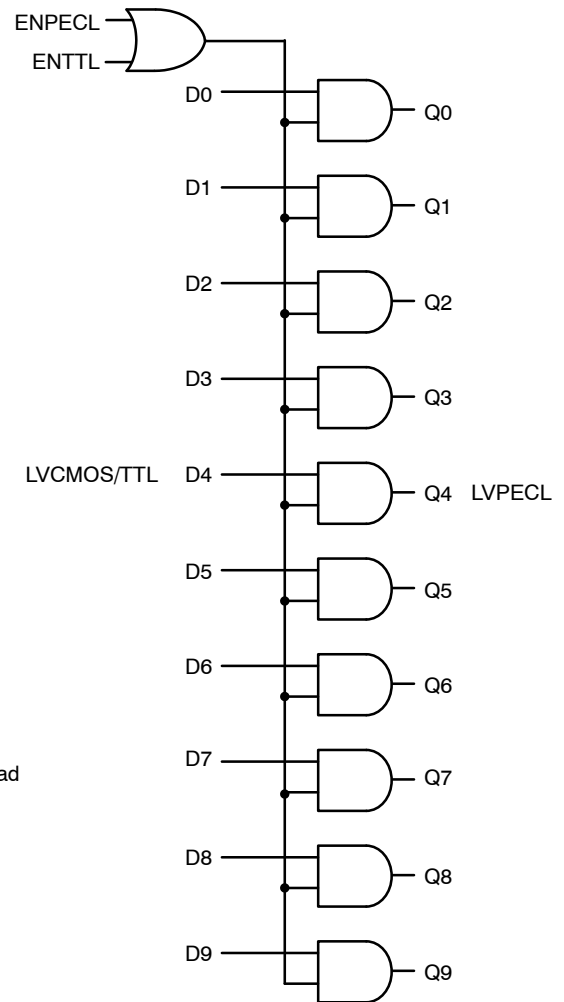 ENPECL
ENTTL
D0
Q0
D1
Q1
D2
Q2
D3
Q3
LVCMOS/TTL D4
Q4 LVPECL
D5
Q5
D6
Q6
D7
ad
Q7
D8
Q8
D9
Q9